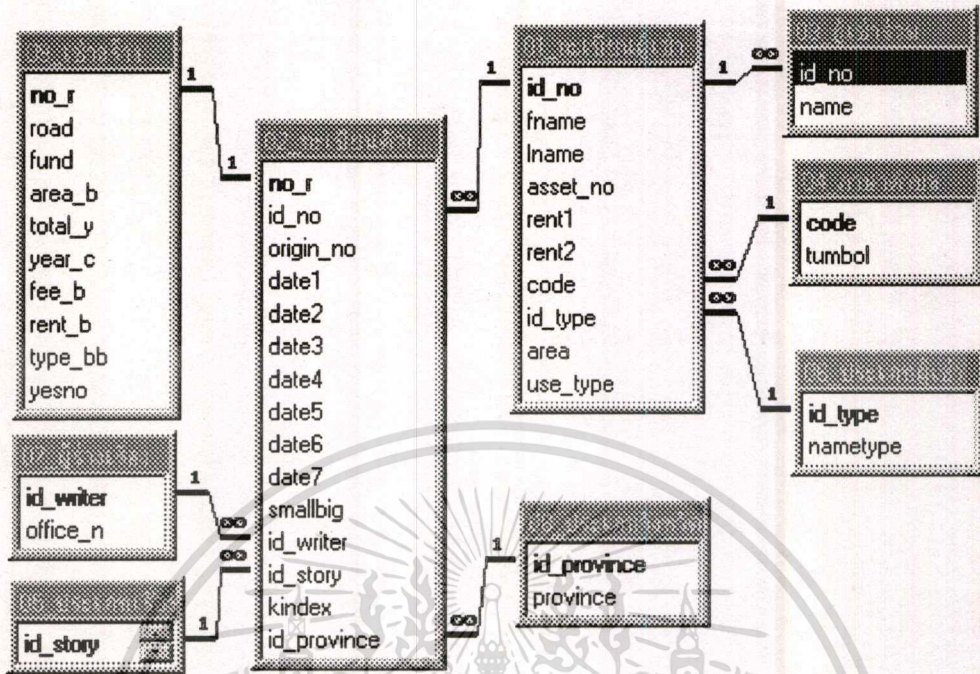 no_r
road
fund
area_b
total_y
year_c
fee_b
rent_b
type_bb
yesno
1
1
no_r
id_no
origin_no
date1
date2
date3
date4
date5
date6
date7
smallbig
id_writer
id_story
kindex
id_province
1
∞
id_no
fname
lname
asset_no
rent1
rent2
code
id_type
area
use_type
1
∞
id_no
name
1
∞
code
tumbol
∞
1
id_type
nametype
id_writer
office_n
1
∞
id_story
1
∞
id_province
province
1
∞